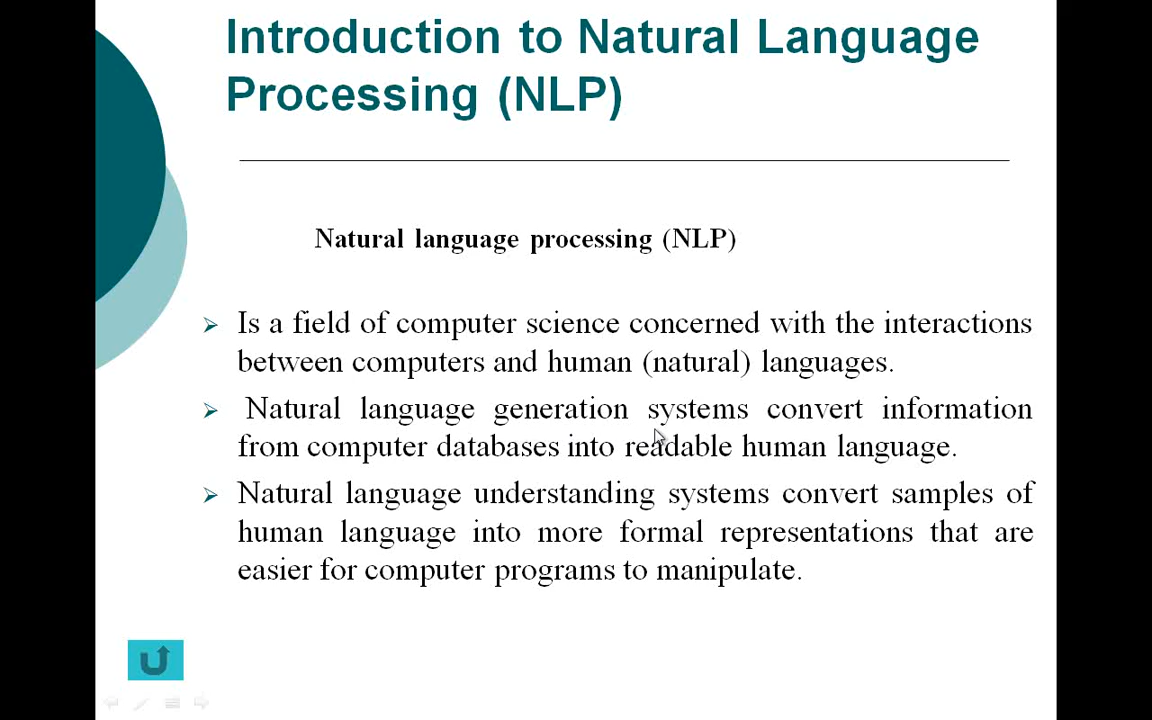 Introduction to Natural Language
Processing (NLP)
Natural language processing (NLP)
Is a field of computer science concerned with the interactions
between computers and human (natural) languages.
Natural language generation systems convert information
from computer databases into readable human language.
Natural language understanding systems convert samples of
human language into more formal representations that are
easier for computer programs to manipulate.